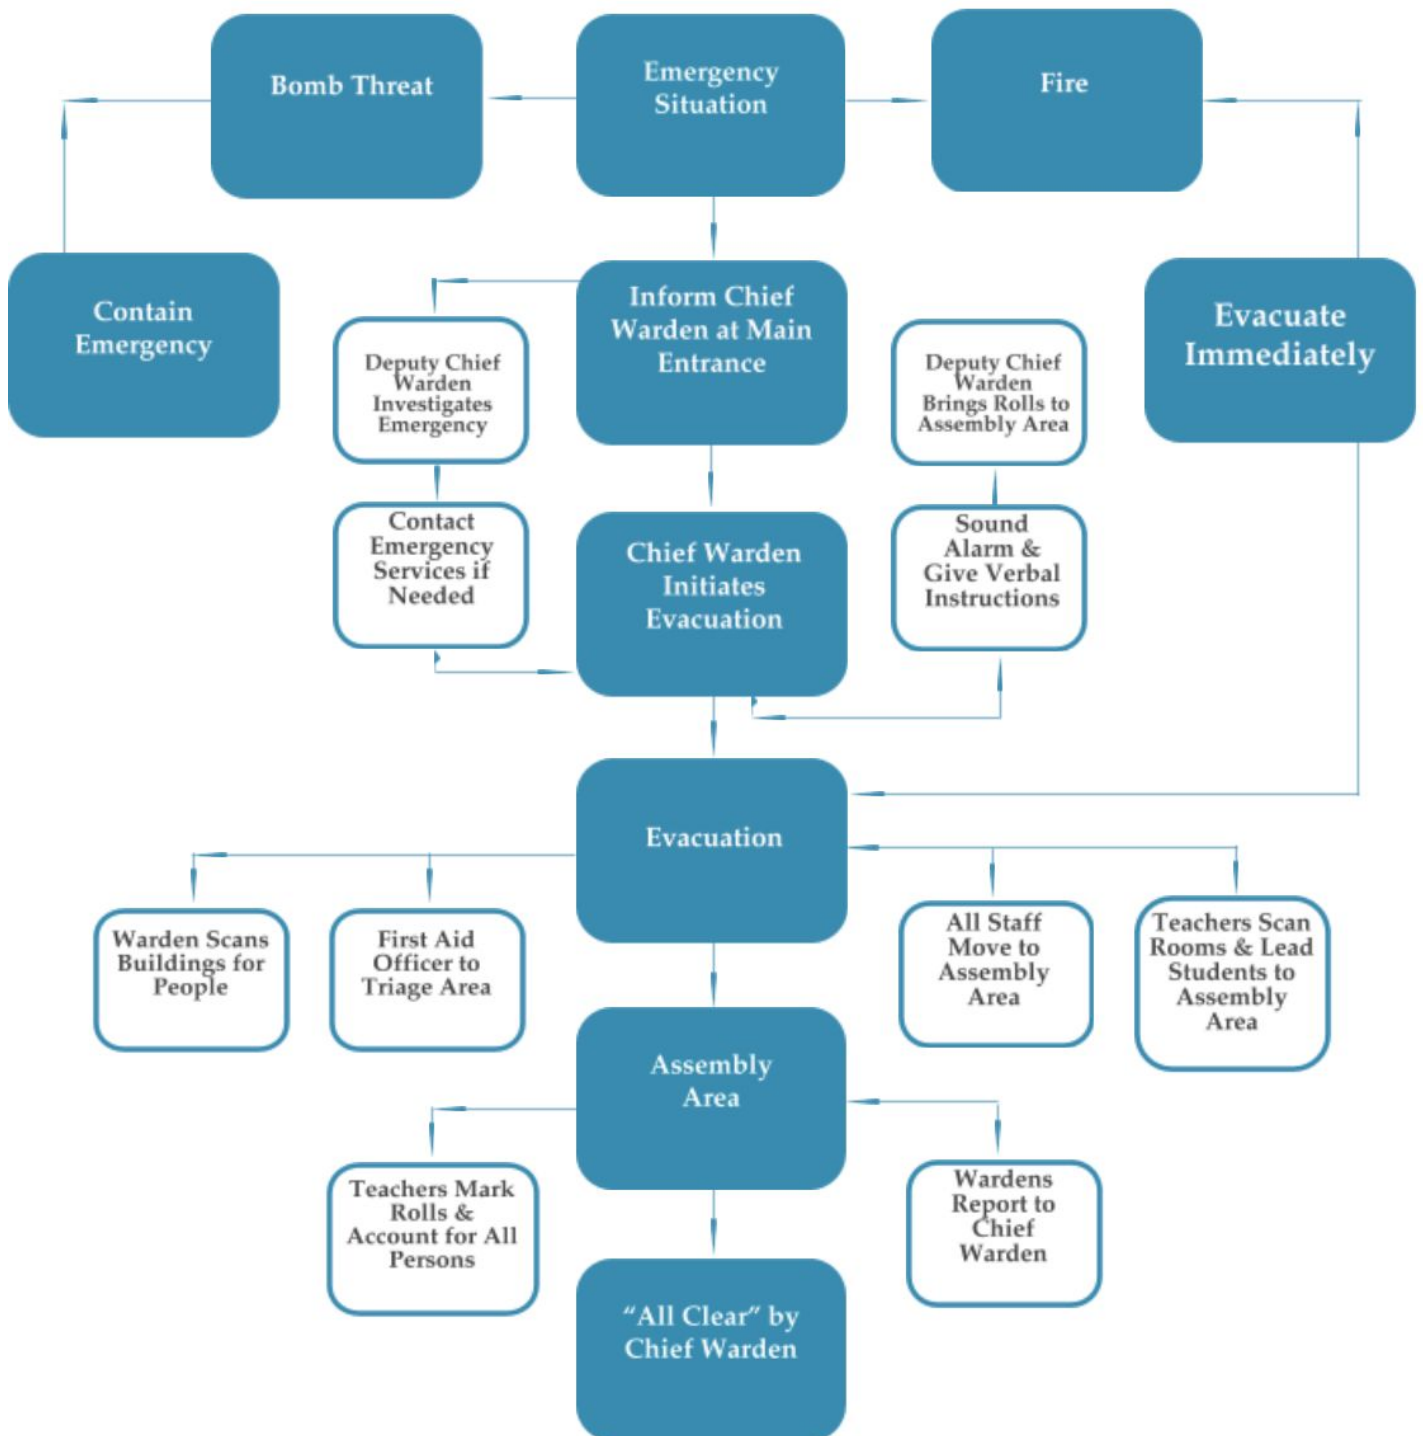 Bomb Threat
Emergency
Situation
Fire
Contain
Emergency
Inform Chief
Warden at Main
Entrance
Evacuate
Immediately
Deputy Chief
Warden
Investigates
Emergency
Deputy Chief
Warden
Brings Rolls to
Assembly Area
Contact
Emergency
Services if
Needed
Chief Warden
Initiates
Evacuation
Sound
Alarm &
Give Verbal
Instructions
Evacuation
Warden Scans
Buildings for
People
First Aid
Officer to
Triage Area
All Staff
Move to
Assembly
Area
Teachers Scan
Rooms & Lead
Students to
Assembly
Area
Assembly
Area
Teachers Mark
Rolls &
Account for All
Persons
Wardens
Report to
Chief
Warden
“All Clear” by
Chief Warden